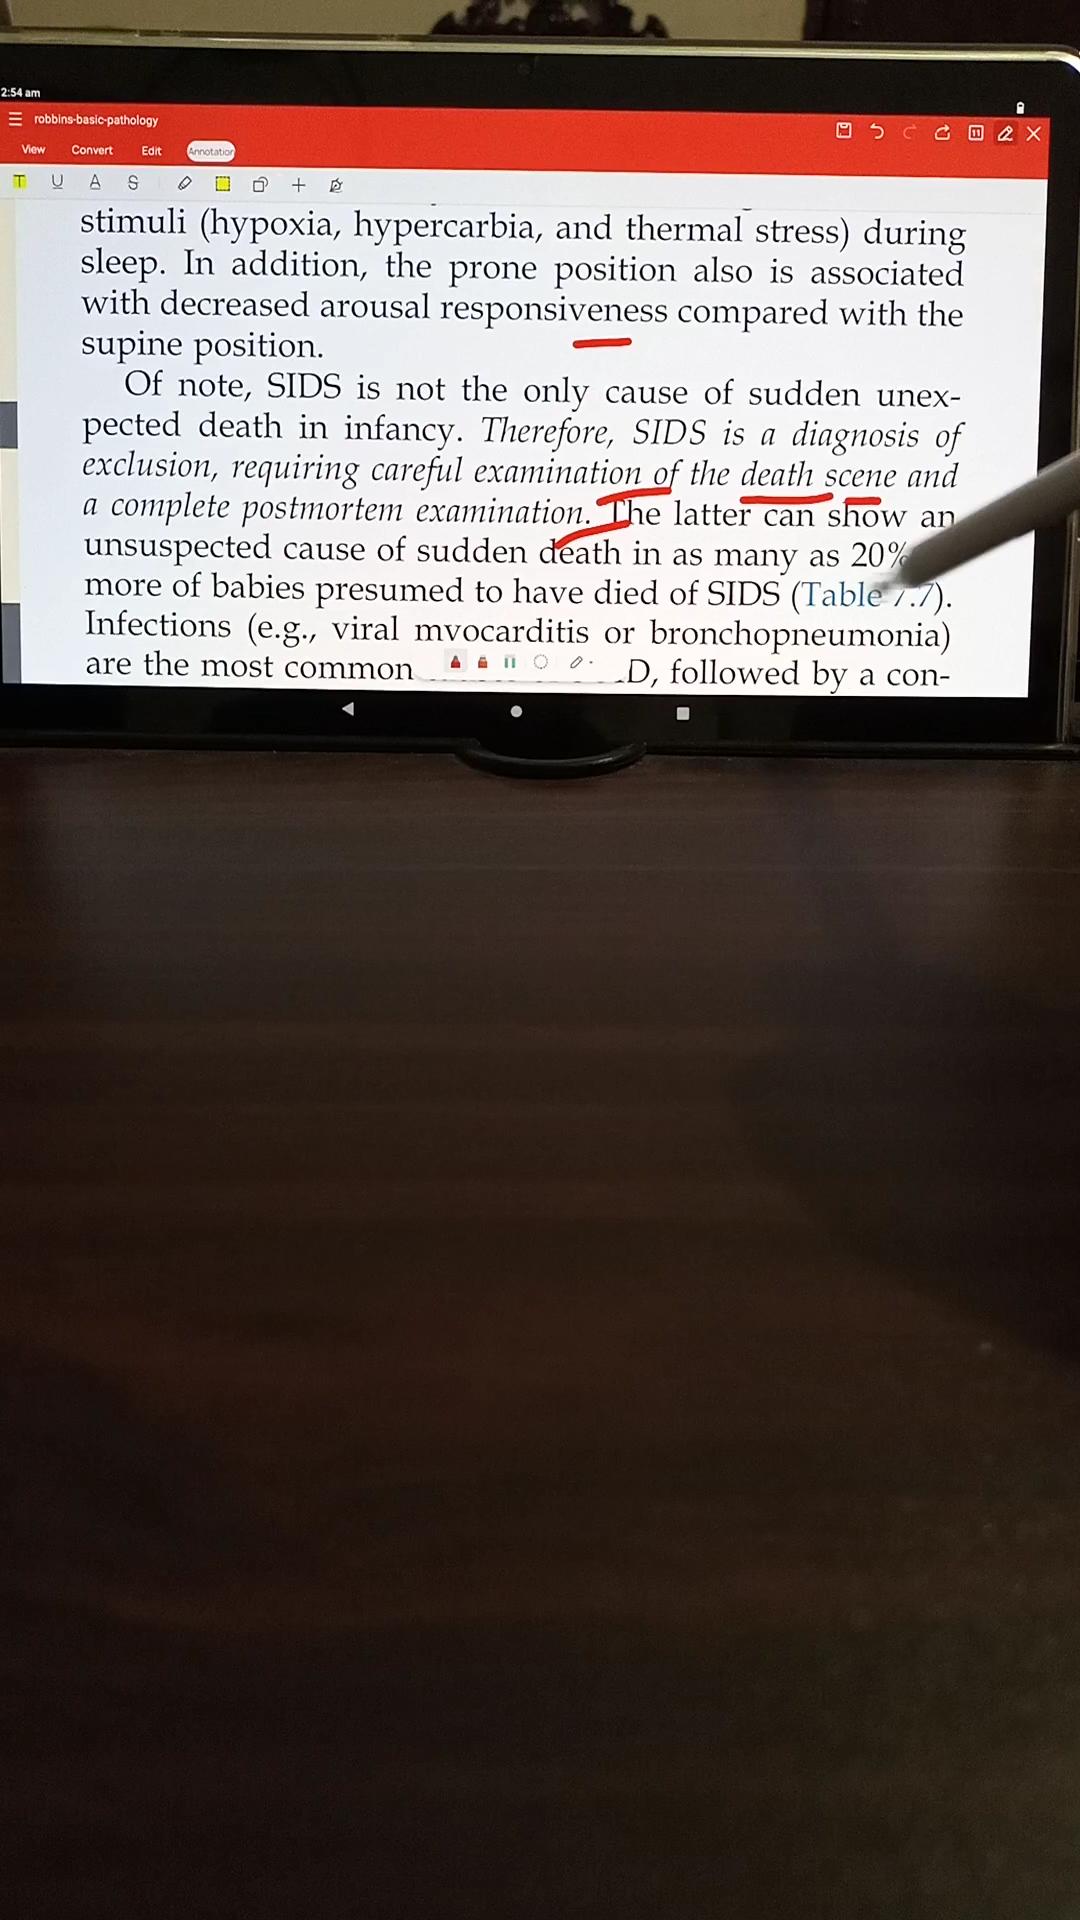 2:54 am
robbins-basic-pathology
View Convert Edit Annotation
T U A S
stimuli (hypoxia, hypercarbia, and thermal stress) during
sleep. In addition, the prone position also is associated
with decreased arousal responsiveness compared with the
supine position.
Of note, SIDS is not the only cause of sudden unex-
pected death in infancy. Therefore, SIDS is a diagnosis of
exclusion, requiring careful examination of the death scene and
a complete postmortem examination. The latter can show an
unsuspected cause of sudden death in as many as 20%
more of babies presumed to have died of SIDS (Table 7.7).
Infections (e.g., viral myocarditis or bronchopneumonia)
are the most common D, followed by a con-